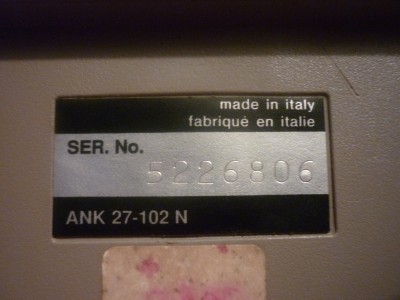 made in italy
fabriqué en italie
SER. No.
5226806
ANK 27-102 N